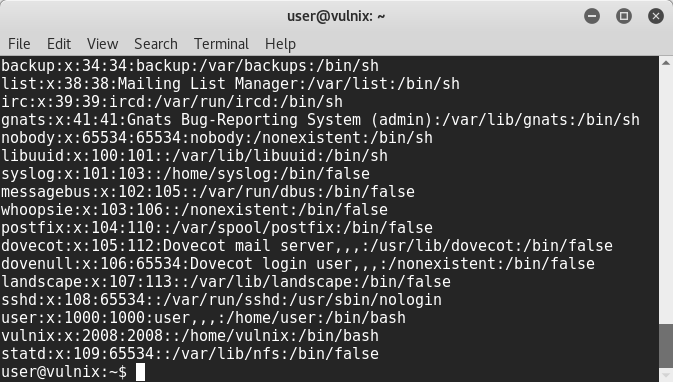 user@vulnix: ~
File Edit View Search Terminal Help
backup:x:34:34:backup:/var/backups:/bin/sh
list:x:38:38:Mailing List Manager:/var/list:/bin/sh
irc:x:39:39:ircd:/var/run/ircd:/bin/sh
gnats:x:41:41:Gnats Bug-Reporting System (admin):/var/lib/gnats:/bin/sh
nobody:x:65534:65534:nobody:/nonexistent:/bin/sh
libuuid:x:100:101::/var/lib/libuuid:/bin/sh
syslog:x:101:103::/home/syslog:/bin/false
messagebus:x:102:105::/var/run/dbus:/bin/false
whoopsie:x:103:106::/nonexistent:/bin/false
postfix:x:104:110::/var/spool/postfix:/bin/false
dovecot:x:105:112:Dovecot mail server,,,:/usr/lib/dovecot:/bin/false
dovenull:x:106:65534:Dovecot login user,,,:/nonexistent:/bin/false
landscape:x:107:113::/var/lib/landscape:/bin/false
sshd:x:108:65534::/var/run/sshd:/usr/sbin/nologin
user:x:1000:1000:user,,,:/home/user:/bin/bash
vulnix:x:2008:2008::/home/vulnix:/bin/bash
statd:x:109:65534::/var/lib/nfs:/bin/false
user@vulnix:~$